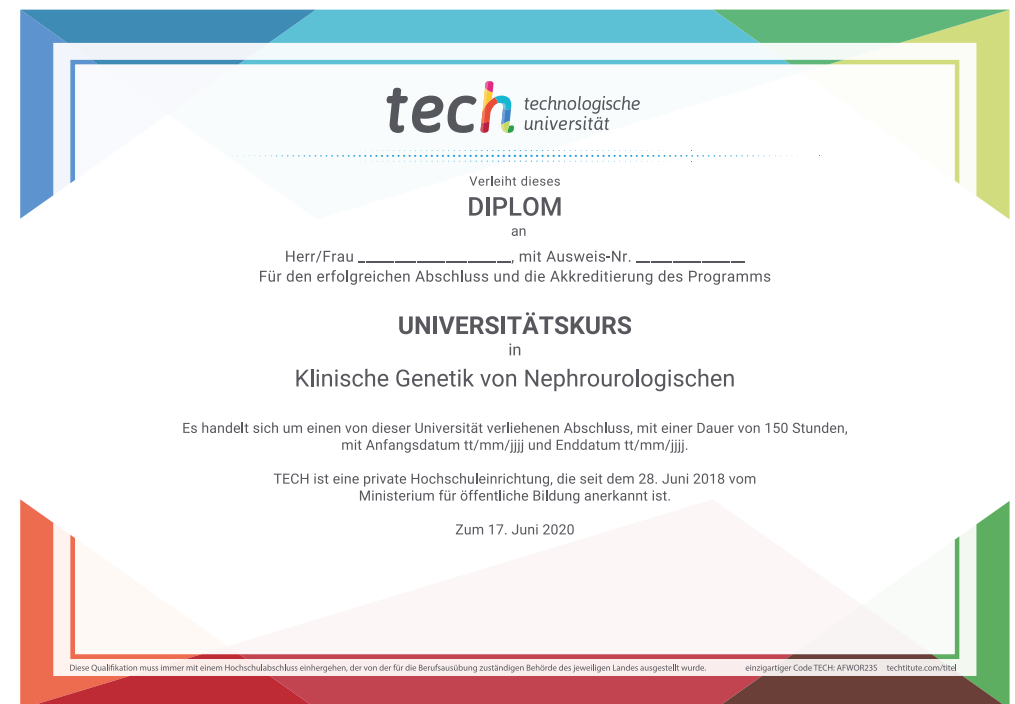 tech technologische
universität
Verleiht dieses
DIPLOM
an
Herr/Frau ____________________, mit Ausweis-Nr. ______________
Für den erfolgreichen Abschluss und die Akkreditierung des Programms
UNIVERSITÄTSKURS
in
Klinische Genetik von Nephrourologischen
Es handelt sich um einen von dieser Universität verliehenen Abschluss, mit einer Dauer von 150 Stunden,
mit Anfangsdatum tt/mm/jjjj und Enddatum tt/mm/jjjj.
TECH ist eine private Hochschuleinrichtung, die seit dem 28. Juni 2018 vom
Ministerium für öffentliche Bildung anerkannt ist.
Zum 17. Juni 2020
Diese Qualifikation muss immer mit einem Hochschulabschluss einhergehen, der von der für die Berufsausübung zuständigen Behörde des jeweiligen Landes ausgestellt wurde. einzigartiger Code TECH: AFWOR23S techtitute.com/titel